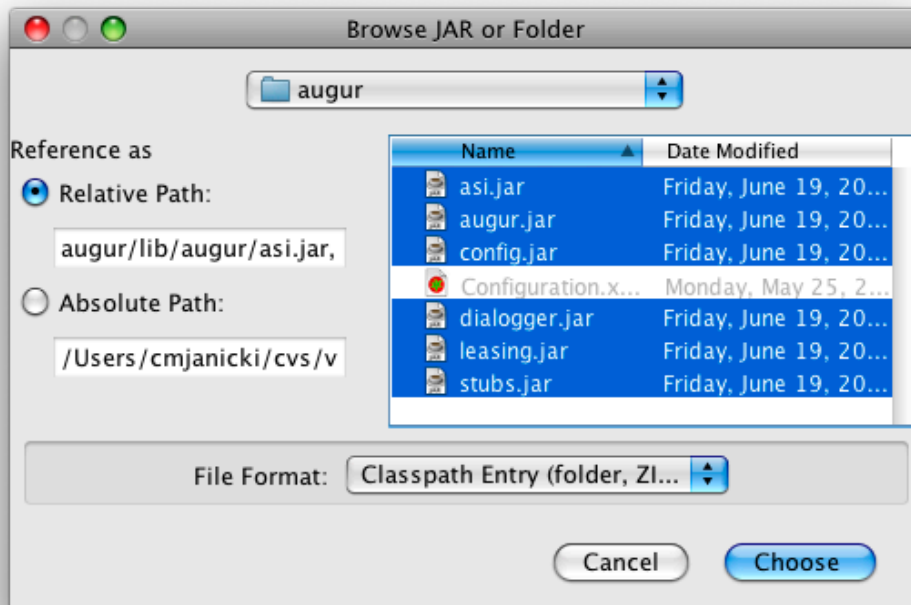 Browse JAR or Folder
augur
Reference as
Relative Path:
augur/lib/augur/asi.jar,
Absolute Path:
/Users/cmjanicki/cvs/v
Name Date Modified
asi.jar Friday, June 19, 20...
augur.jar Friday, June 19, 20...
config.jar Friday, June 19, 20...
Configuration.x... Monday, May 25, 2...
dialogger.jar Friday, June 19, 20...
leasing.jar Friday, June 19, 20...
stubs.jar Friday, June 19, 20...
File Format: Classpath Entry (folder, ZI...
Cancel Choose